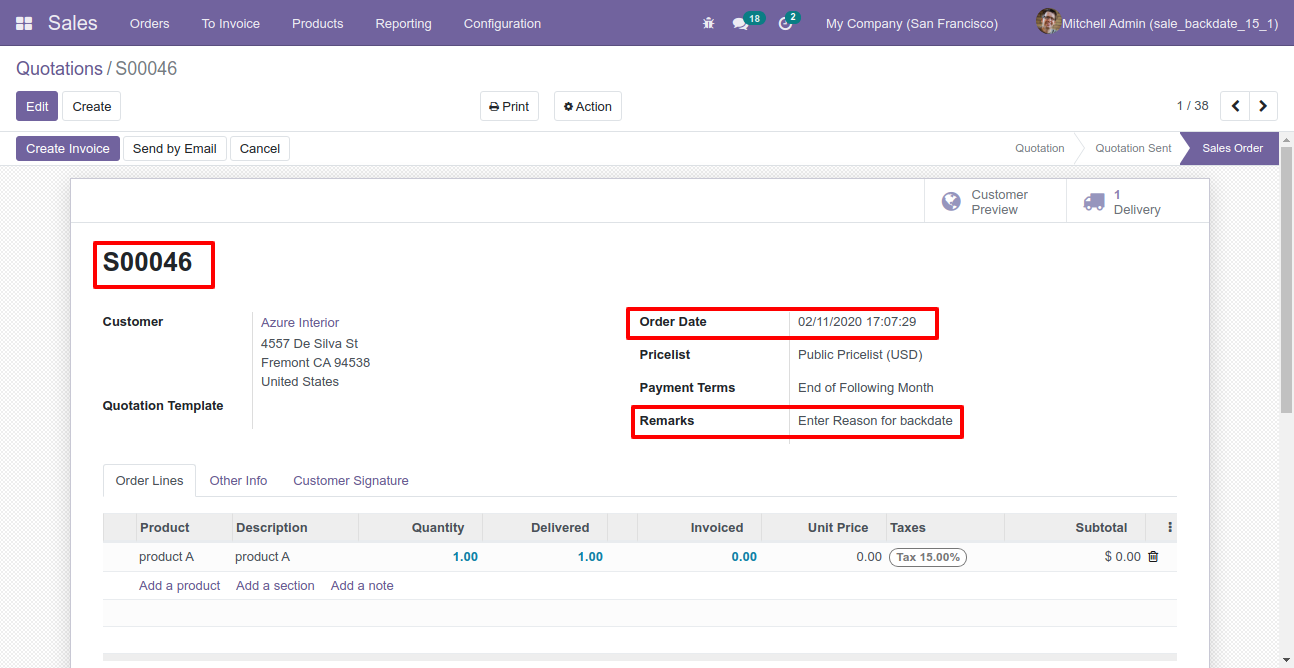 Sales Orders To Invoice Products Reporting Configuration 18 2 My Company (San Francisco) Mitchell Admin (sale_backdate_15_1)
Quotations / S00046
Edit Create Print Action 1 / 38
Create Invoice Send by Email Cancel Quotation Quotation Sent Sales Order
Customer Preview
1 Delivery
S00046
Customer Azure Interior
4557 De Silva St
Fremont CA 94538
United States
Quotation Template
Order Date 02/11/2020 17:07:29
Pricelist Public Pricelist (USD)
Payment Terms End of Following Month
Remarks Enter Reason for backdate
Order Lines Other Info Customer Signature
Product Description Quantity Delivered Invoiced Unit Price Taxes Subtotal
product A product A 1.00 1.00 0.00 0.00 Tax 15.00% $ 0.00
Add a product Add a section Add a note